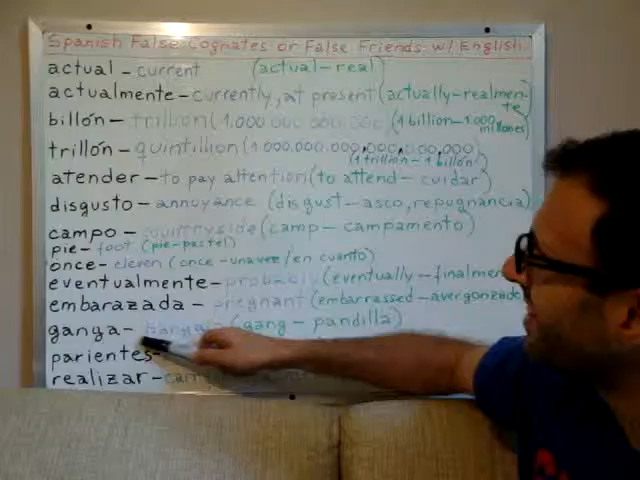 Spanish False Cognates or False Friends w/ English
actual - current (actual - real)
actualmente - currently, at present (actually - realmente
billón - trillion (1.000.000.000.000) (1 billion - 1.000 millones)
trillón - quintillion (1.000.000.000.000.000.000)
(1 trillion - 1 billón)
atender - to pay attention (to attend - cuidar)
disgusto - annoyance (disgust - asco, repugnancia)
campo - countryside (camp - campamento)
pie - foot (pie - pastel)
once - eleven (once - una vez/en cuanto)
eventualmente - probably (eventually - finalmen
embarazada - pregnant (embarrassed - avergonzado
ganga - (gang - pandilla)
parientes -
realizar - carr